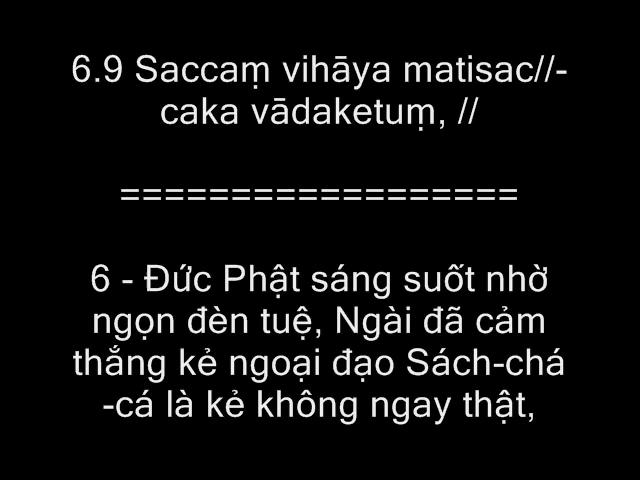 6.9 Saccaṃ vihāya matisac//-
caka vādaketuṃ, //
==================
6 - Đức Phật sáng suốt nhờ
ngọn đèn tuệ, Ngài đã cảm
thắng kẻ ngoại đạo Sách-chá
-cá là kẻ không ngay thật,